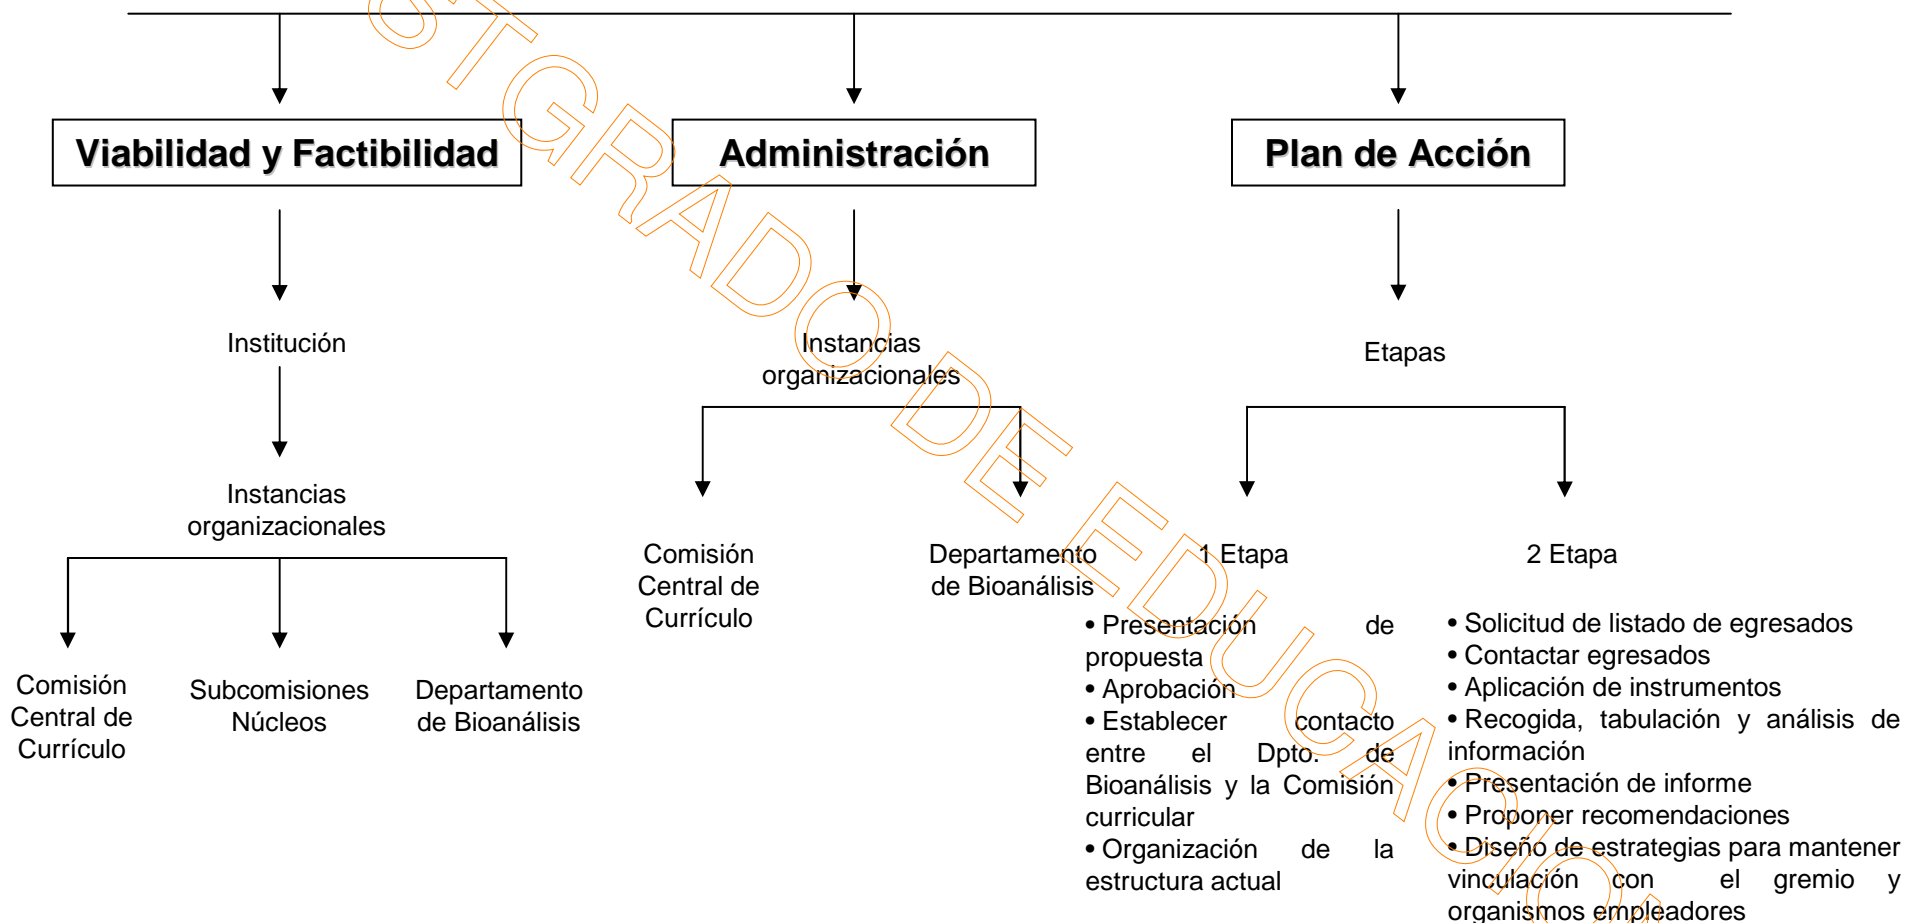 Viabilidad y Factibilidad
Administración
Plan de Acción
Institución
Instancias
organizacionales
Comisión
Central de
Currículo
Subcomisiones
Núcleos
Departamento
de Bioanálisis
Instancias
organizacionales
Comisión
Central de
Currículo
Departamento
de Bioanálisis
Etapas
1 Etapa
• Presentación de
propuesta
• Aprobación
• Establecer contacto
entre el Dpto. de
Bioanálisis y la Comisión
curricular
• Organización de la
estructura actual
2 Etapa
• Solicitud de listado de egresados
• Contactar egresados
• Aplicación de instrumentos
• Recogida, tabulación y análisis de
información
• Presentación de informe
• Proponer recomendaciones
• Diseño de estrategias para mantener
vinculación con el gremio y
organismos empleadores
STGRADO DE EDUCACIO